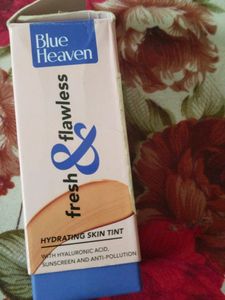 Blue
Heaven
fresh
&
flawless
HYDRATING SKIN TINT
WITH HYALURONIC ACID,
SUNSCREEN AND ANTI-POLLUTION